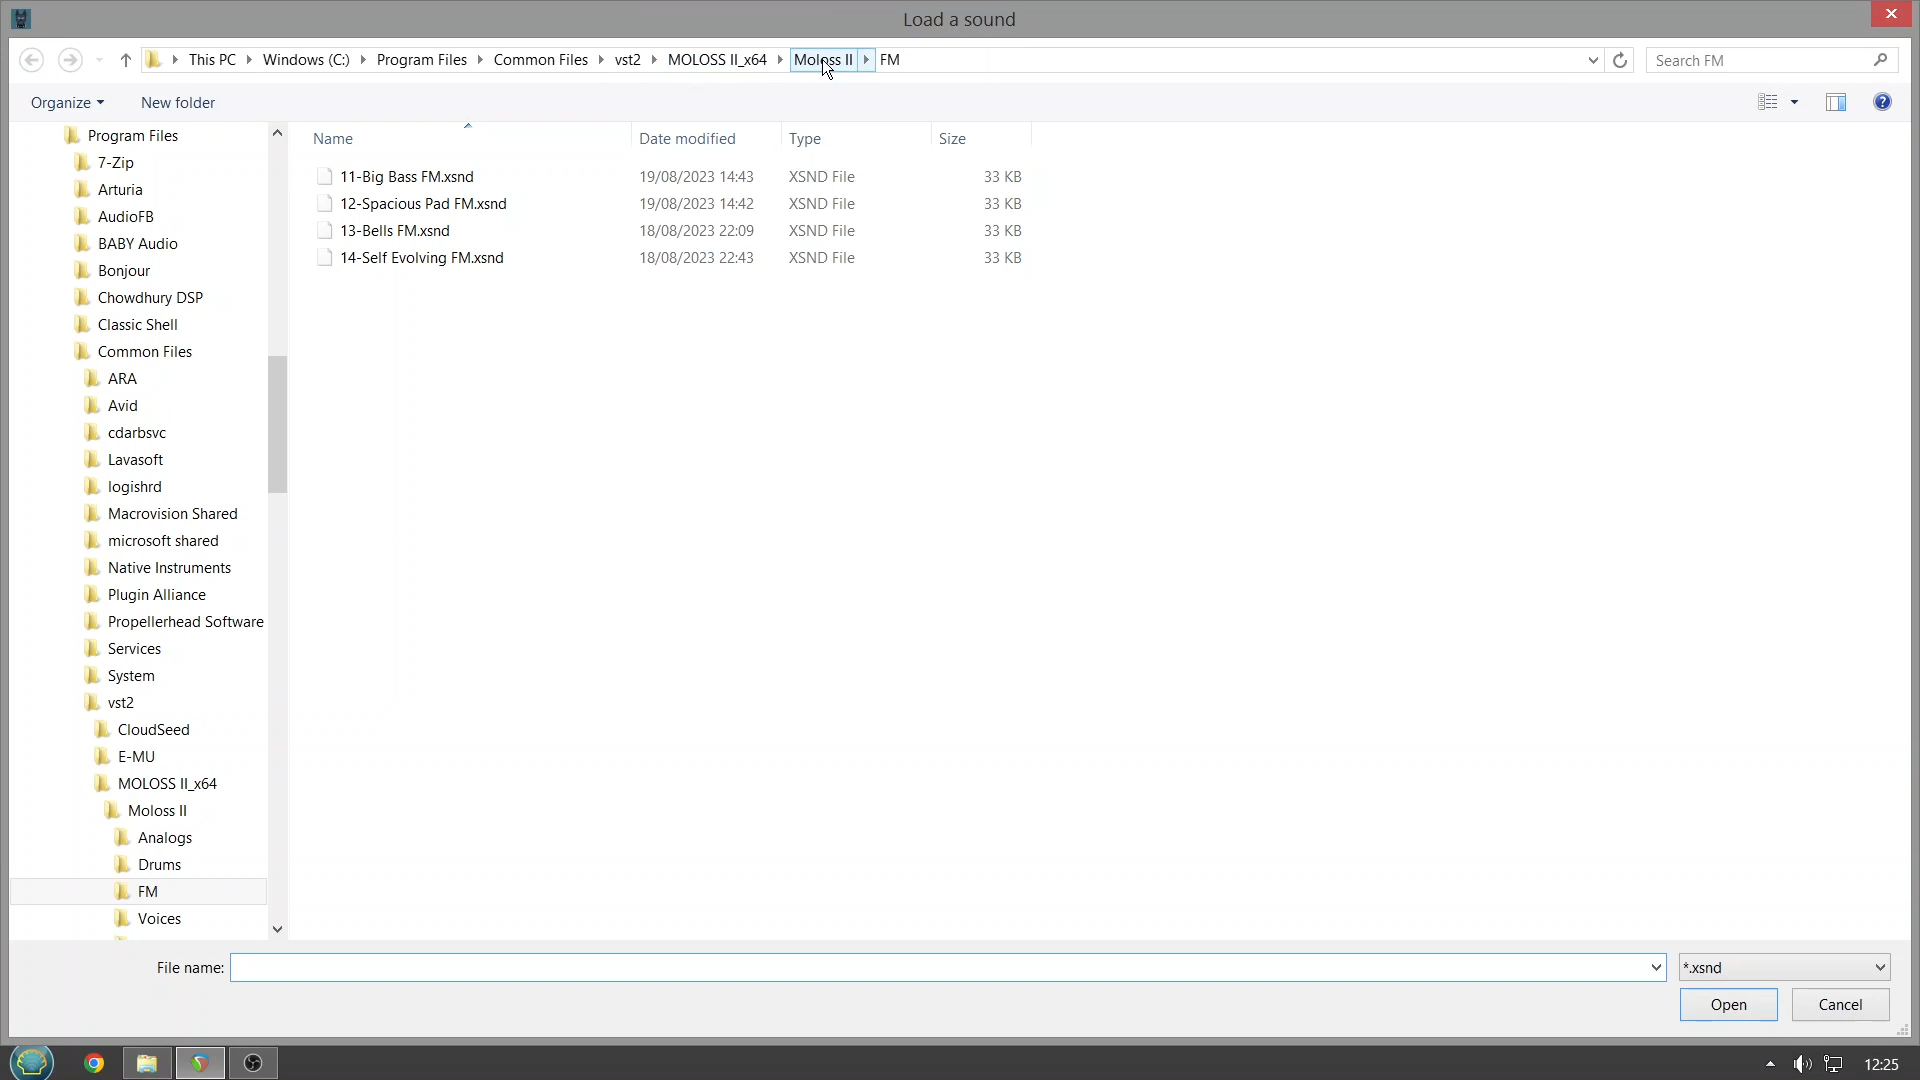 Load a sound
This PC Windows (C:) Program Files Common Files vst2 MOLOSS II_x64 Moloss II FM
Search FM
Organize New folder
Name Date modified Type Size
11-Big Bass FM.xsnd 19/08/2023 14:43 XSND File 33 KB
12-Spacious Pad FM.xsnd 19/08/2023 14:42 XSND File 33 KB
13-Bells FM.xsnd 18/08/2023 22:09 XSND File 33 KB
14-Self Evolving FM.xsnd 18/08/2023 22:43 XSND File 33 KB
Program Files
7-Zip
Arturia
AudioFB
BABY Audio
Bonjour
Chowdhury DSP
Classic Shell
Common Files
ARA
Avid
cdarbsvc
Lavasoft
logishrd
Macrovision Shared
microsoft shared
Native Instruments
Plugin Alliance
Propellerhead Software
Services
System
vst2
CloudSeed
E-MU
MOLOSS II_x64
Moloss II
Analogs
Drums
FM
Voices
File name:
*.xsnd
Open Cancel
12:25